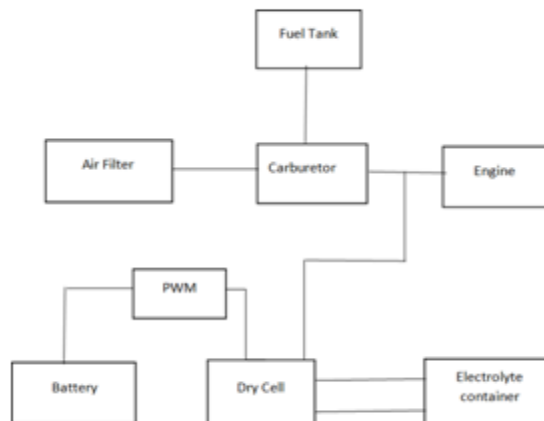 Fuel Tank
Air Filter
Carburetor
Engine
PWM
Battery
Dry Cell
Electrolyte
container